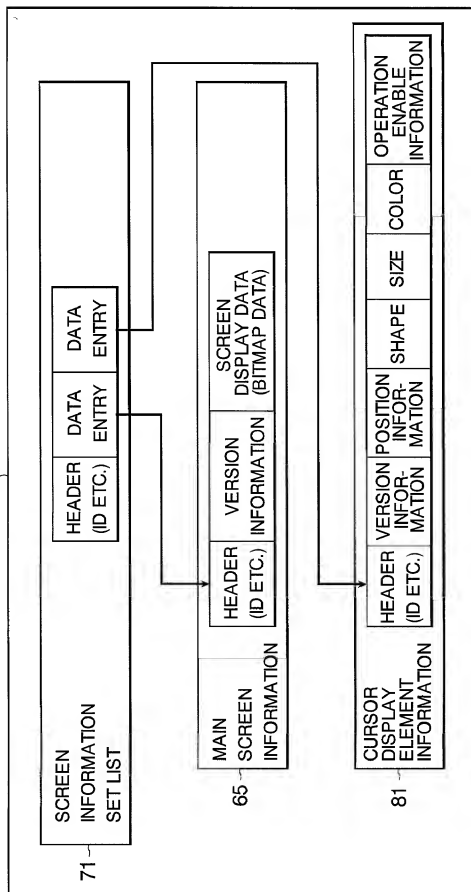 SCREEN
INFORMATION
SET LIST
HEADER
(ID ETC.)
DATA
ENTRY
DATA
ENTRY
71
MAIN
SCREEN
INFORMATION
HEADER
(ID ETC.)
VERSION
INFORMATION
SCREEN
DISPLAY DATA
(BITMAP DATA)
65
CURSOR
DISPLAY
ELEMENT
INFORMATION
HEADER
(ID ETC.)
VERSION
INFOR-
MATION
POSITION
INFOR-
MATION
SHAPE
SIZE
COLOR
OPERATION
ENABLE
INFORMATION
81